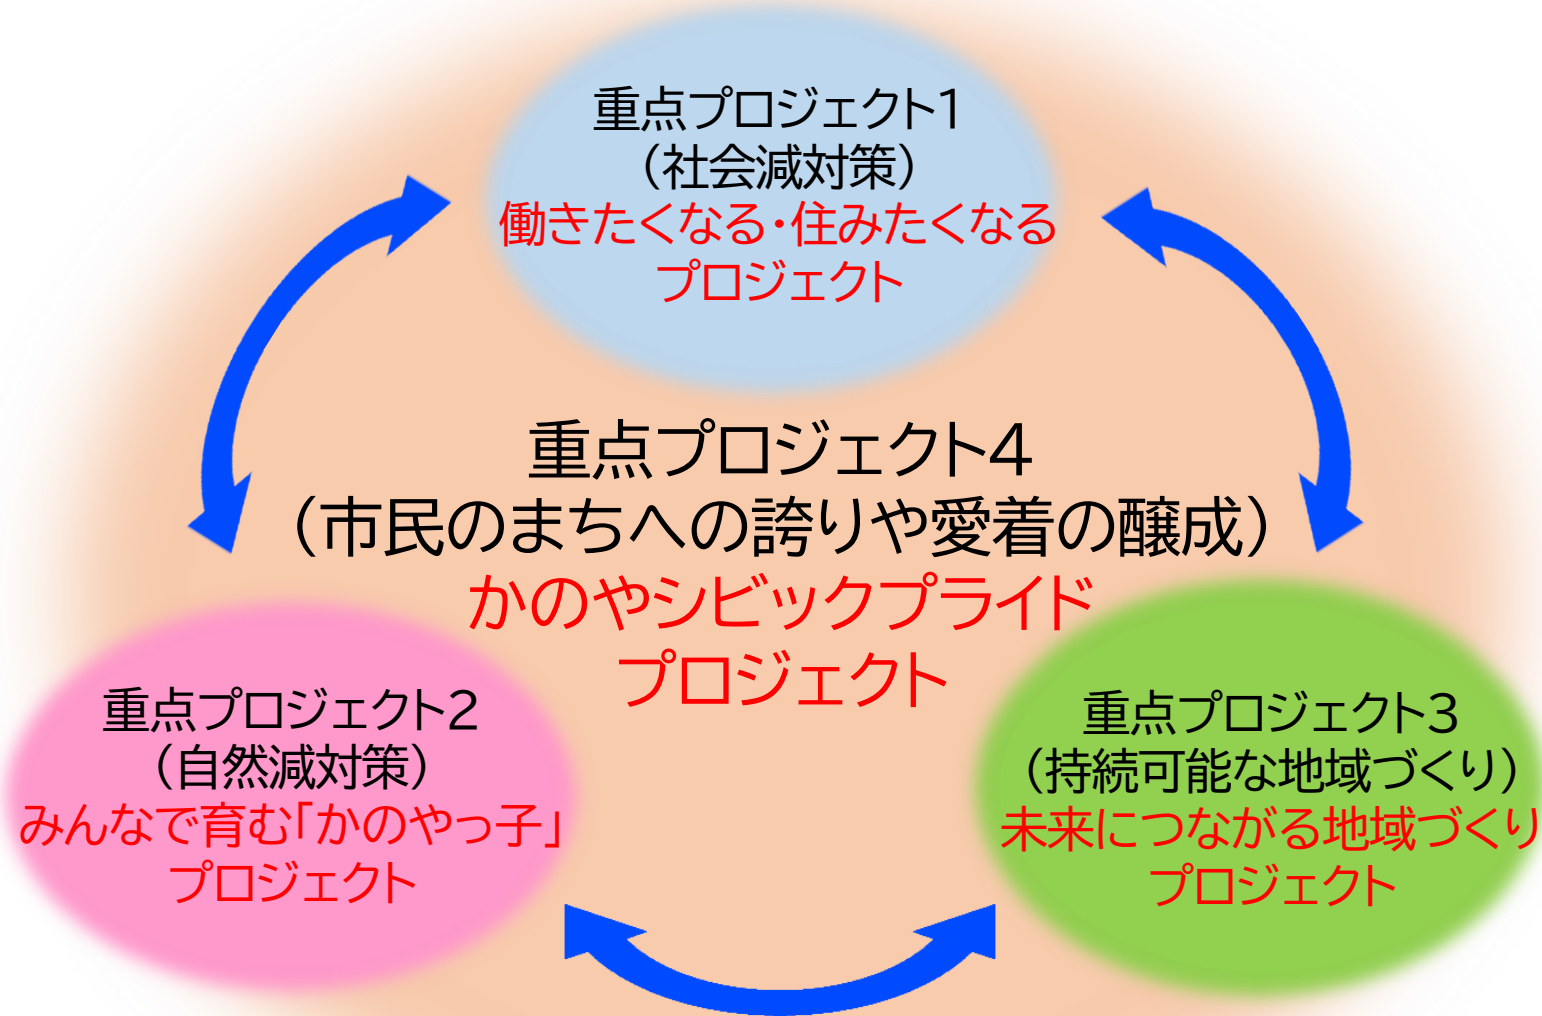 重点プロジェクト1
（社会減対策）
働きたくなる・住みたくなる
プロジェクト
重点プロジェクト4
（市民のまちへの誇りや愛着の醸成）
かのやシビックプライド
プロジェクト
重点プロジェクト2
（自然減対策）
みんなで育む「かのやっ子」
プロジェクト
重点プロジェクト3
（持続可能な地域づくり）
未来につながる地域づくり
プロジェクト